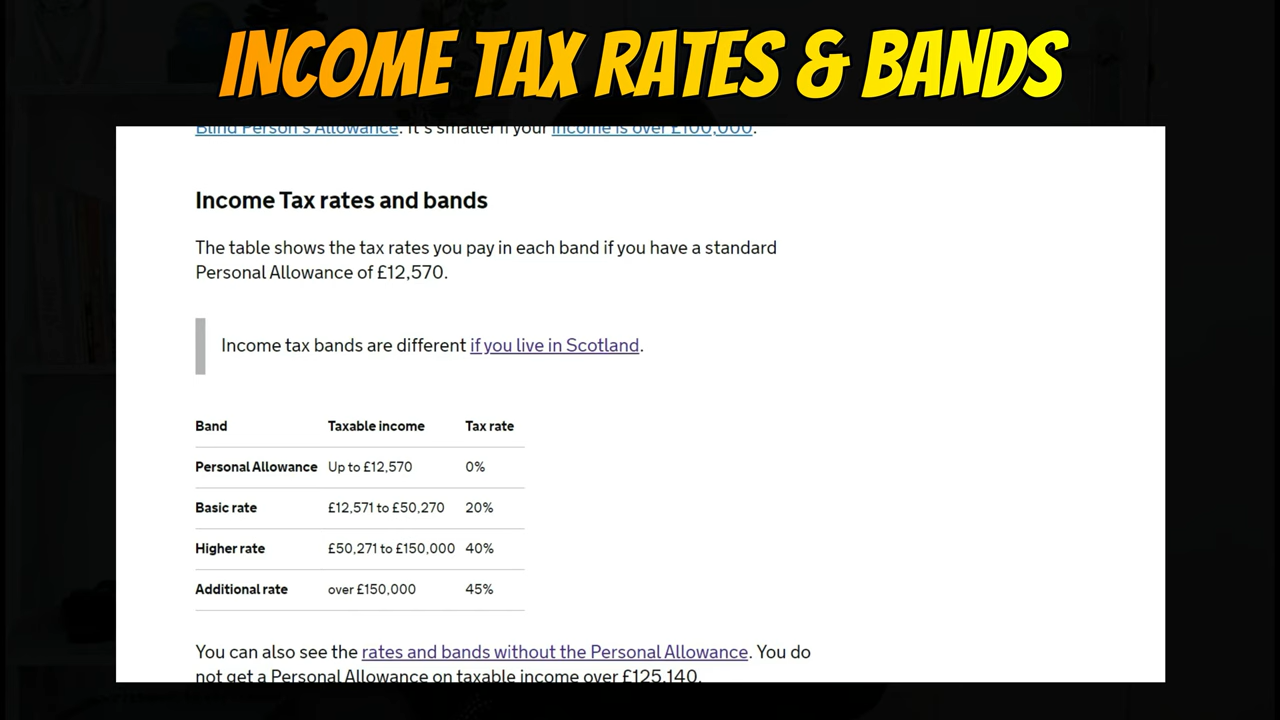 INCOME TAX RATES & BANDS
Blind Person's Allowance. It's smaller if your income is over £100,000.
Income Tax rates and bands
The table shows the tax rates you pay in each band if you have a standard
Personal Allowance of £12,570.
Income tax bands are different if you live in Scotland.
Band Taxable income Tax rate
Personal Allowance Up to £12,570 0%
Basic rate £12,571 to £50,270 20%
Higher rate £50,271 to £150,000 40%
Additional rate over £150,000 45%
You can also see the rates and bands without the Personal Allowance. You do
not get a Personal Allowance on taxable income over £125,140.